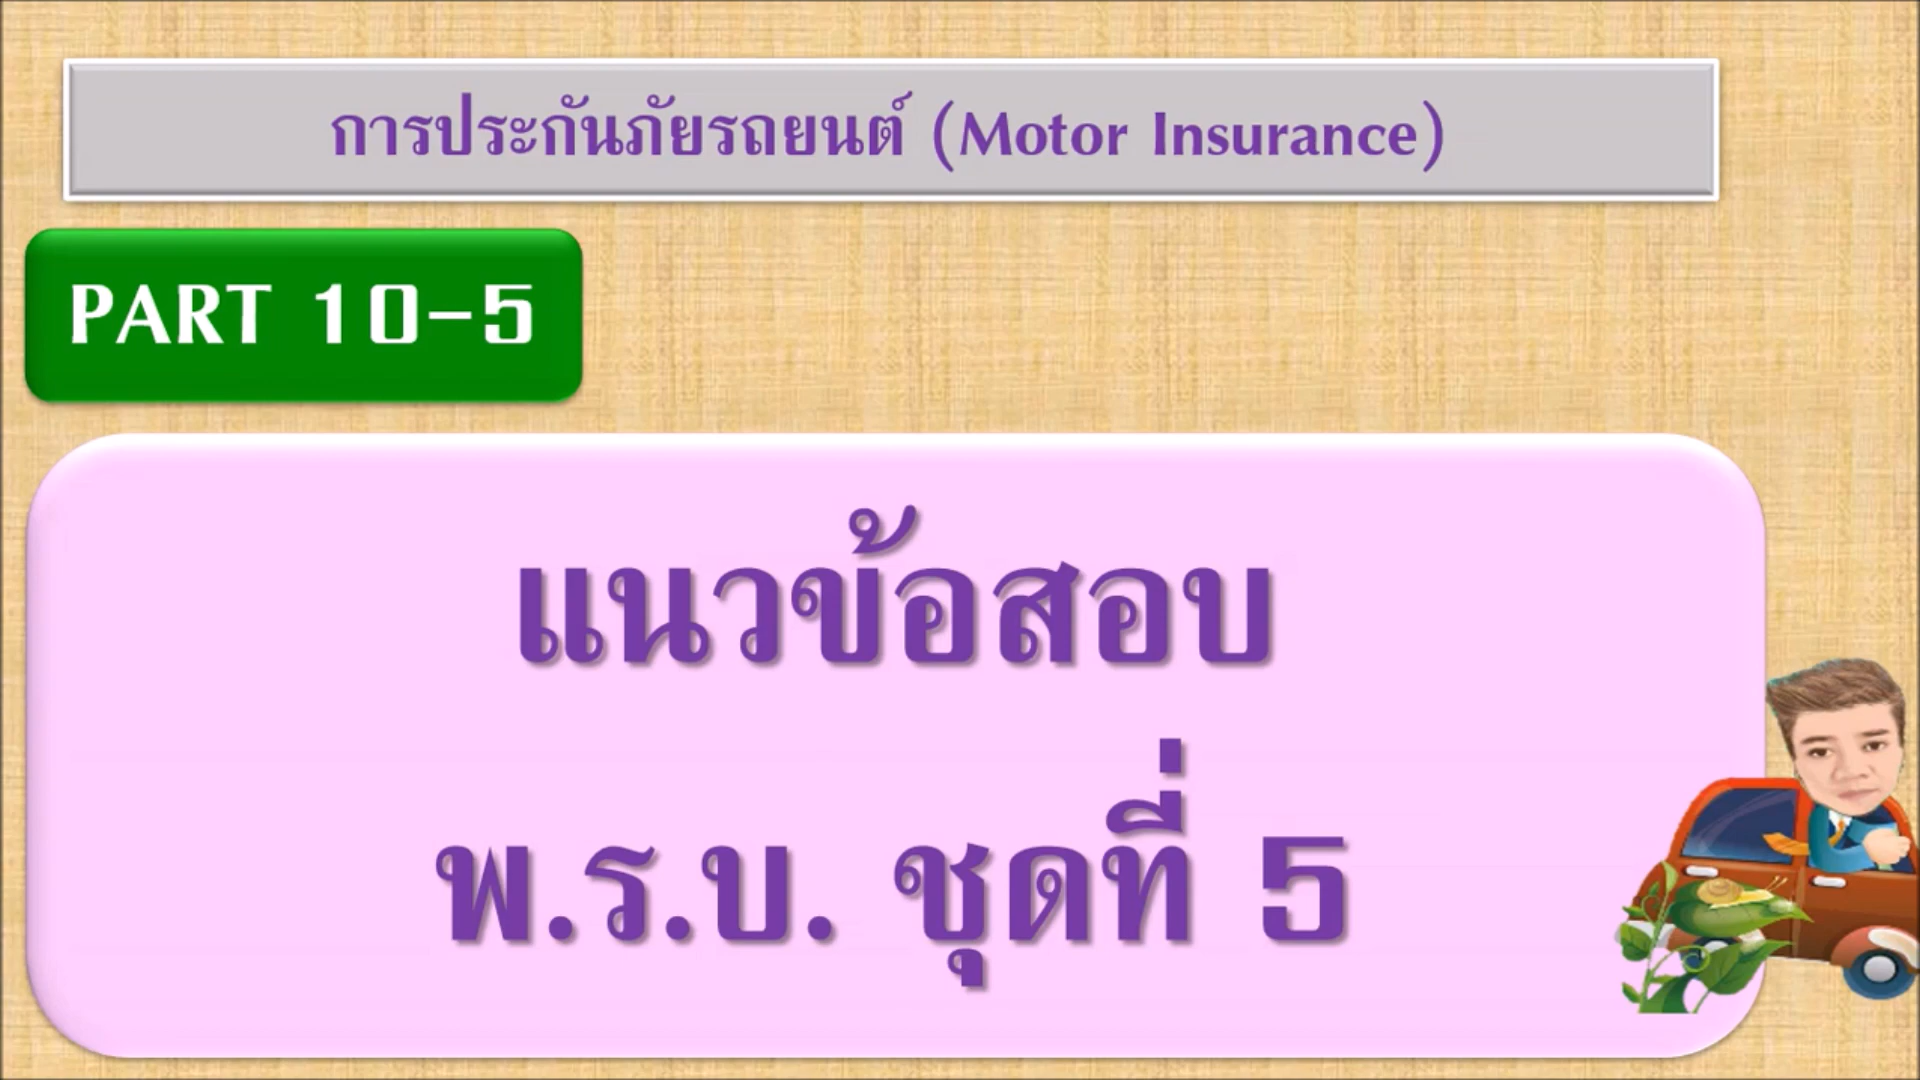 การประกันภัยรถยนต์ (Motor Insurance)
PART 10-5
แนวข้อสอบ
พ.ร.บ. ชุดที่ 5